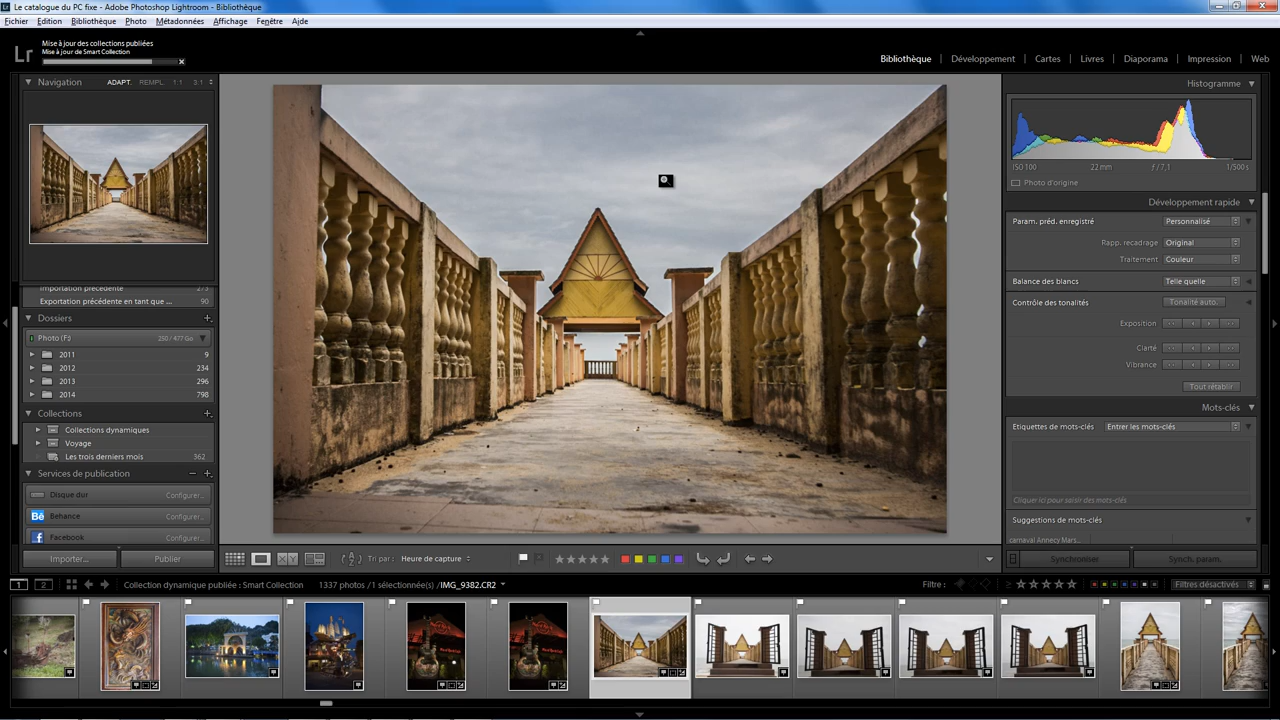 Le catalogue du PC fixe - Adobe Photoshop Lightroom - Bibliothèque
Fichier Edition Bibliothèque Photo Métadonnées Affichage Fenêtre Aide
Lr
Mise à jour des collections publiées
Mise à jour de Smart Collection
Bibliothèque | Développement | Cartes | Livres | Diaporama | Impression | Web
Navigation ADAPT. REMPL. 1:1 3:1
Importation précédente 273
Exportation précédente en tant que ... 90
Dossiers
Photo (F:) 250 / 477 Go
2011 9
2012 234
2013 296
2014 798
Collections
Collections dynamiques
Voyage
Les trois derniers mois 362
Services de publication
Disque dur Configurer...
Bē Behance Configurer...
f Facebook Configurer...
Importer... Publier
Histogramme
ISO 100 22 mm ƒ / 7,1 1/500 s
Photo d'origine
Développement rapide
Param. préd. enregistré Personnalisé
Rapp. recadrage Original
Traitement Couleur
Balance des blancs Telle quelle
Contrôle des tonalités Tonalité auto.
Exposition
Clarté
Vibrance
Tout rétablir
Mots-clés
Etiquettes de mots-clés Entrer les mots-clés
Cliquer ici pour saisir des mots-clés
Suggestions de mots-clés
carnaval Annecy Mars...
Synchroniser Synch. param.
Tri par : Heure de capture
1 2 Collection dynamique publiée : Smart Collection 1337 photos / 1 sélectionnée(s) / IMG_9382.CR2 Filtre : Filtres désactivés